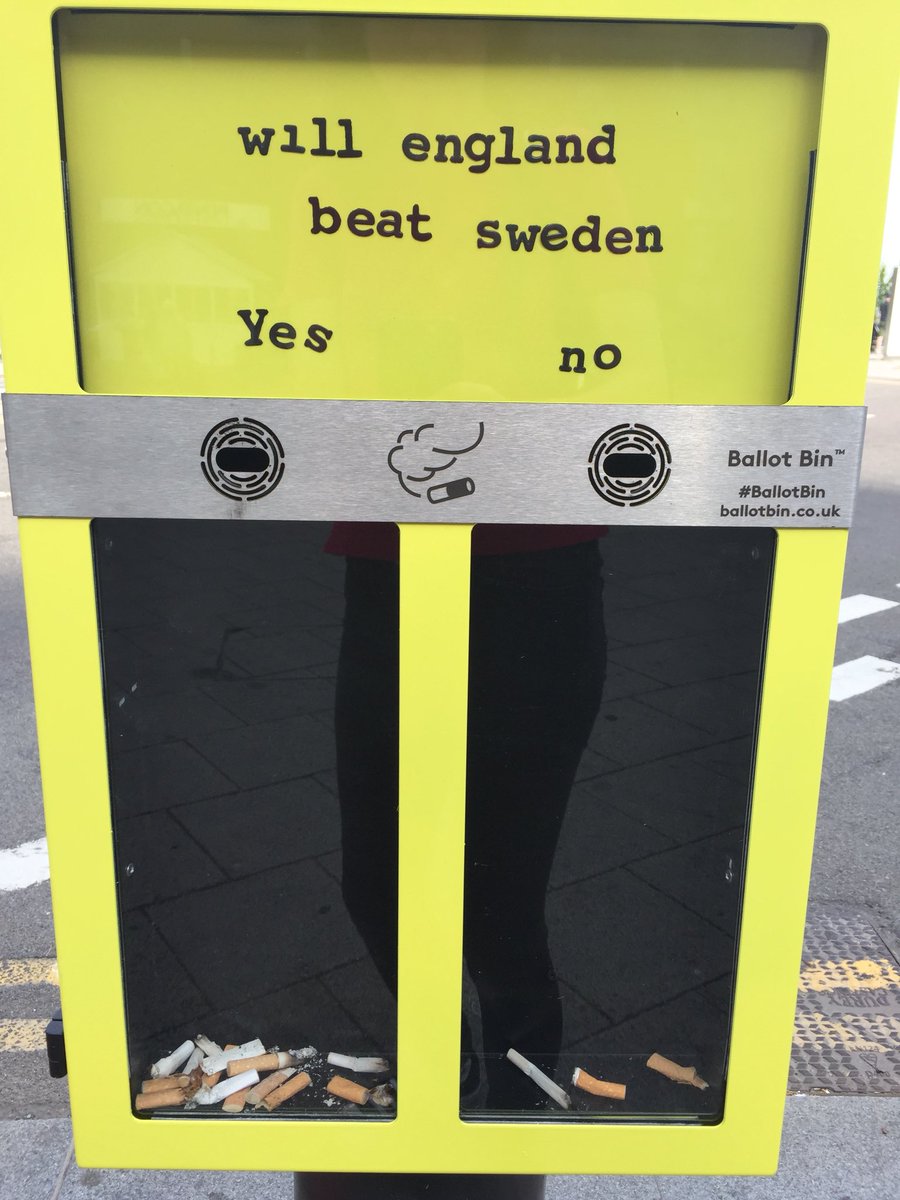 will england
beat sweden
Yes no
Ballot Bin™
#BallotBin
ballotbin.co.uk